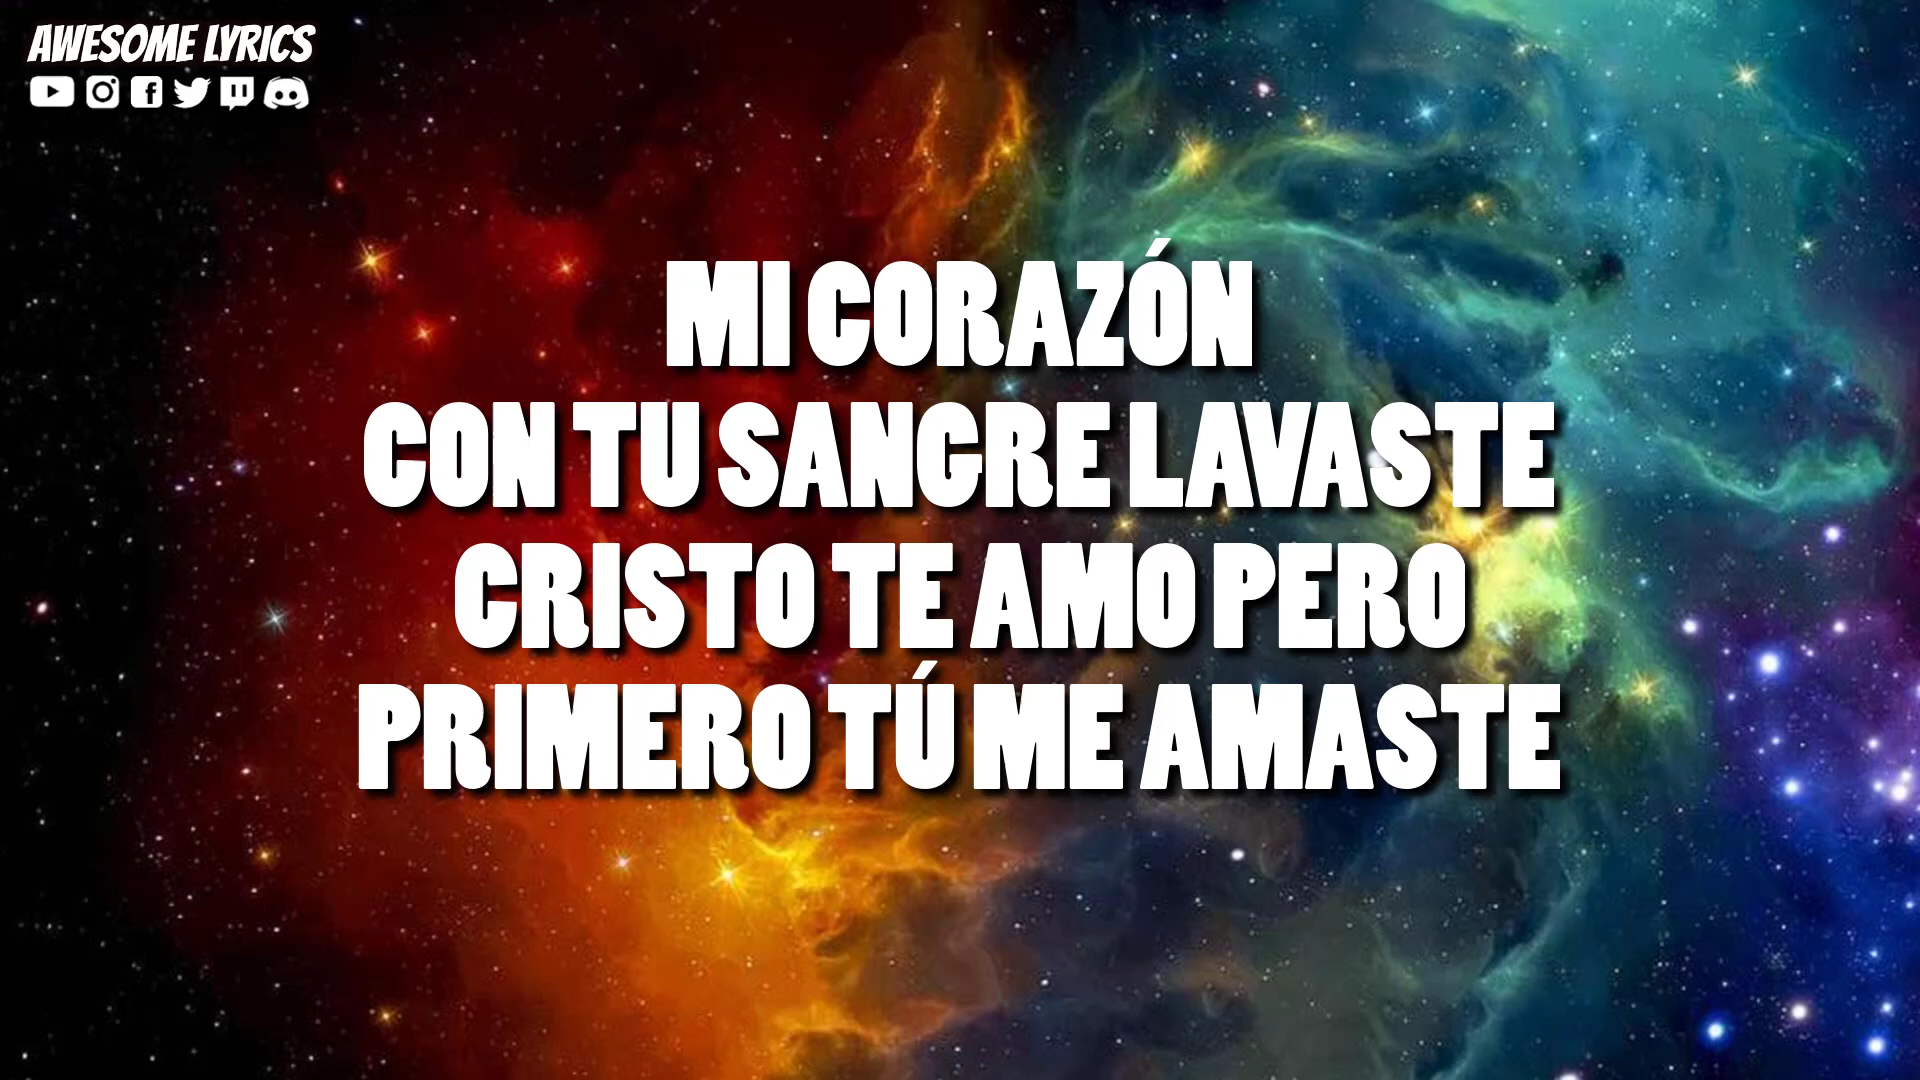 AWESOME LYRICS
MI CORAZÓN
CON TU SANGRE LAVASTE
CRISTO TE AMO PERO
PRIMERO TÚ ME AMASTE